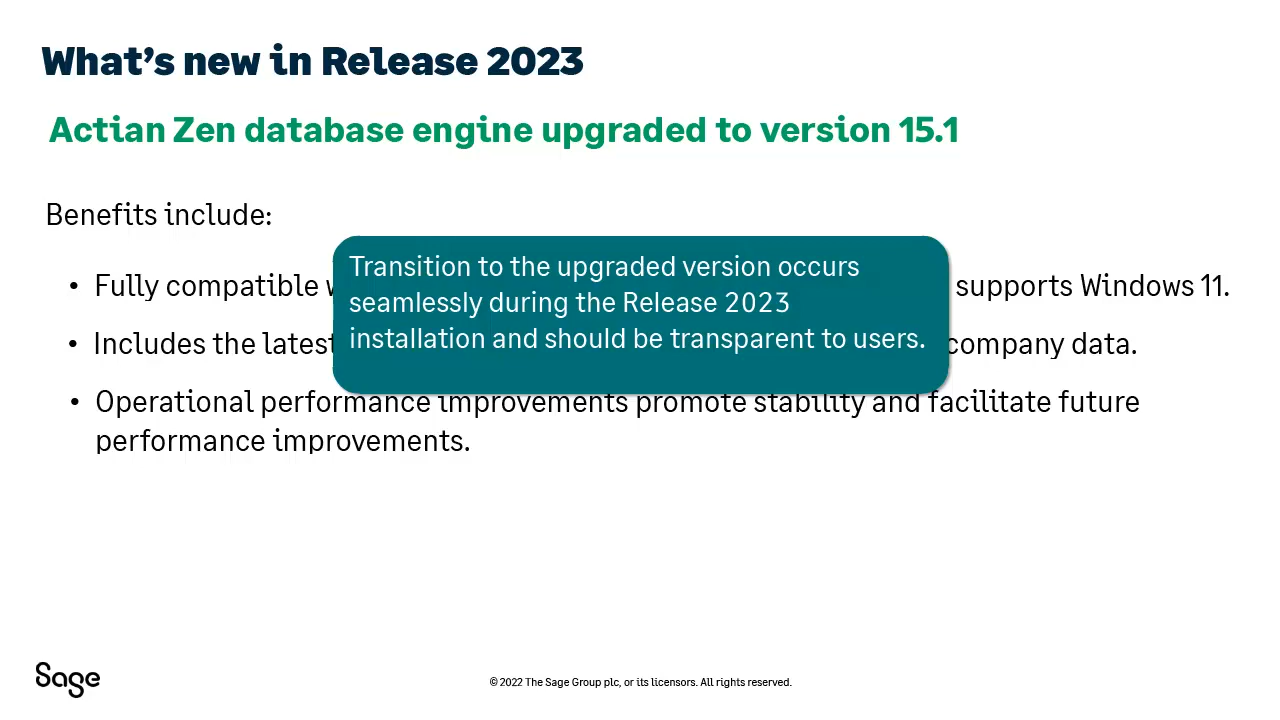 What's new in Release 2023
Actian Zen database engine upgraded to version 15.1
Benefits include:
• Fully compatible supports Windows 11.
• Includes the latest company data.
• Operational performance improvements promote stability and facilitate future
performance improvements.
Transition to the upgraded version occurs
seamlessly during the Release 2023
installation and should be transparent to users.
Sage
© 2022 The Sage Group plc, or its licensors. All rights reserved.